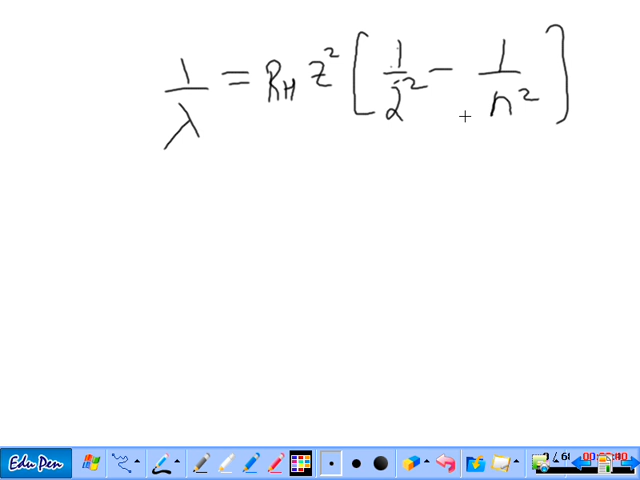 1/λ = R_H z² [1/2² − 1/n²]
Edu Pen